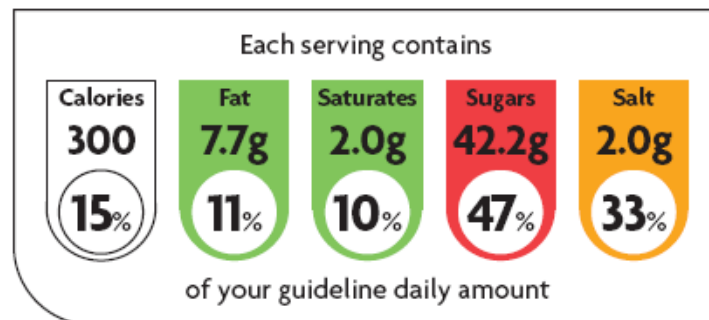 Each serving contains
Calories Fat Saturates Sugars Salt
300 7.7g 2.0g 42.2g 2.0g
15% 11% 10% 47% 33%
of your guideline daily amount